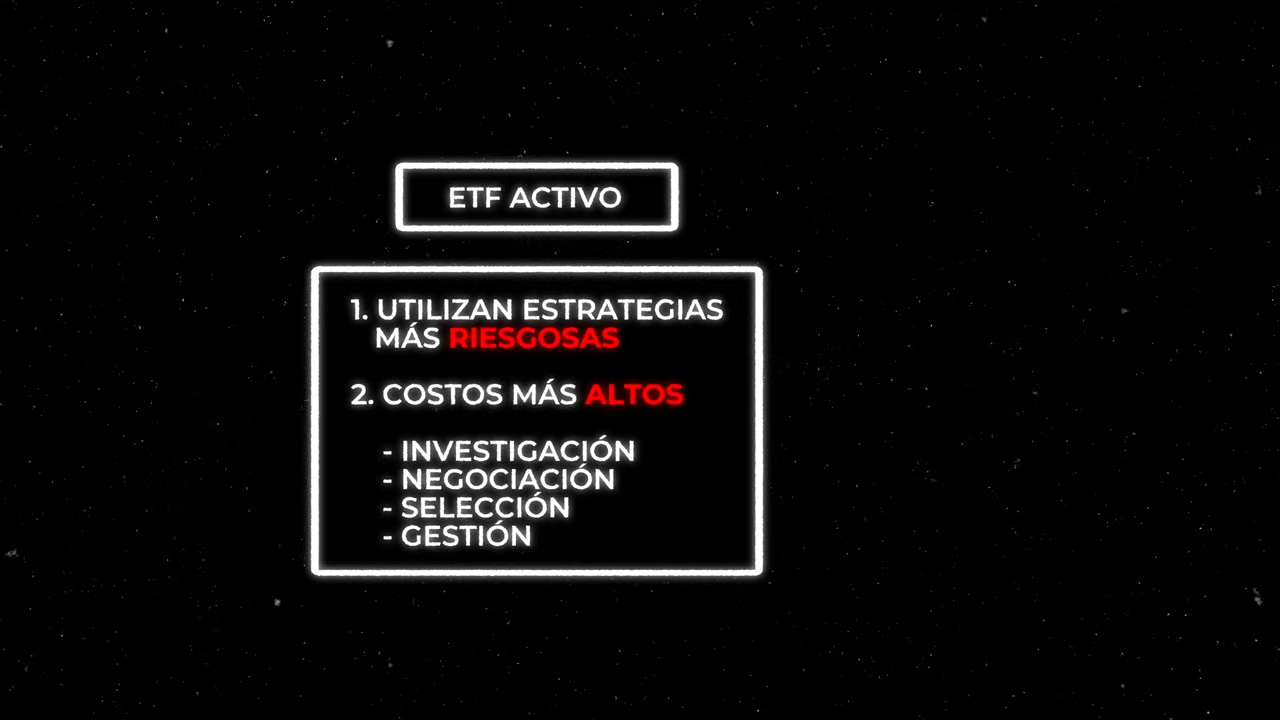 ETF ACTIVO
1. UTILIZAN ESTRATEGIAS
MÁS RIESGOSAS
2. COSTOS MÁS ALTOS
- INVESTIGACIÓN
- NEGOCIACIÓN
- SELECCIÓN
- GESTIÓN